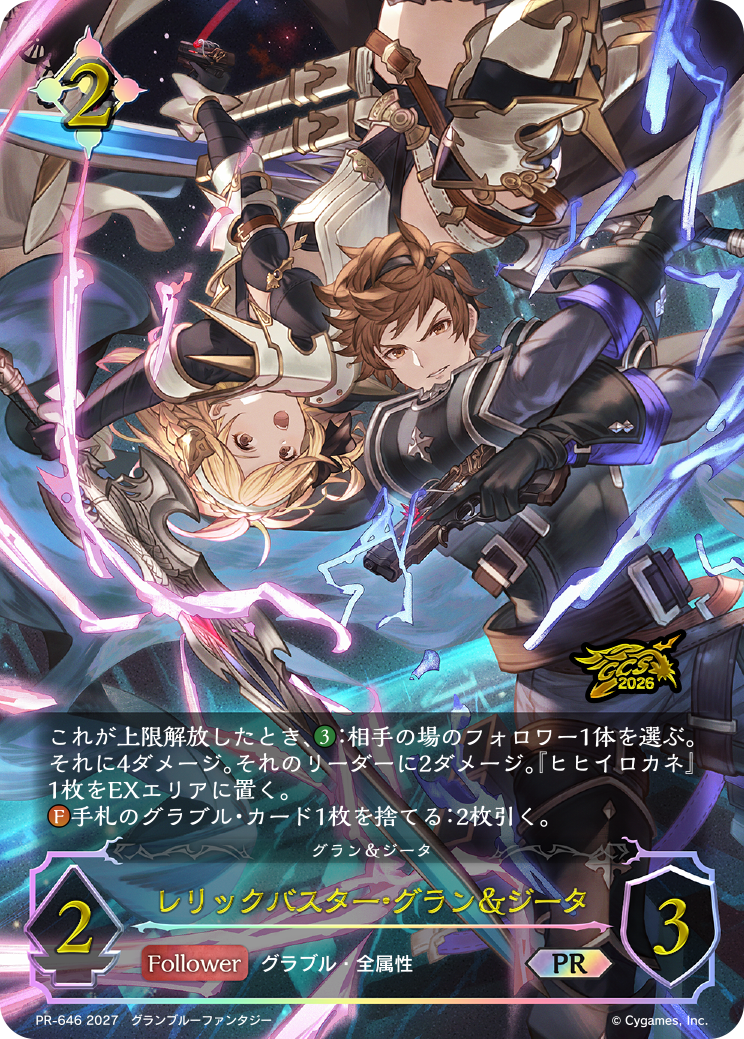 2
GCS
2026
これが上限解放したとき、3：相手の場のフォロワー1体を選ぶ。
それに4ダメージ。それのリーダーに2ダメージ。『ヒヒイロカネ』
1枚をEXエリアに置く。
F手札のグラブル・カード1枚を捨てる：2枚引く。
グラン&ジータ
2
レリックバスター・グラン&ジータ
3
Follower グラブル・全属性 PR
PR-646 2027 グランブルーファンタジー © Cygames, Inc.